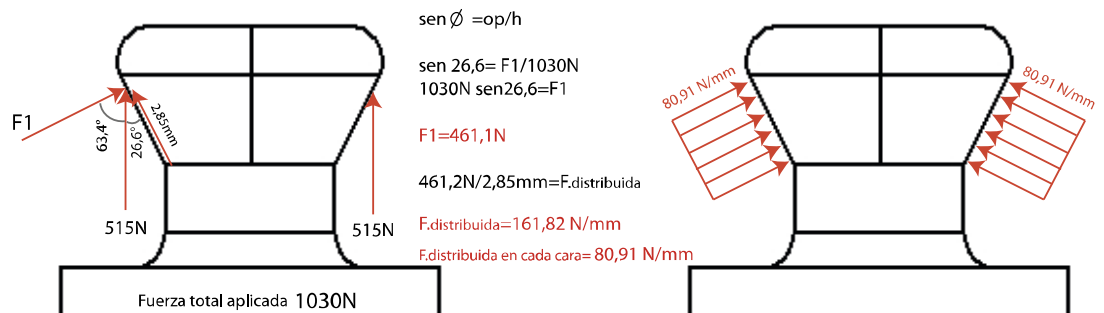 F1
63,4°
26,6°
2,85mm
515N
515N
Fuerza total aplicada 1030N
sen Ø =op/h
sen 26,6= F1/1030N
1030N sen26,6=F1
F1=461,1N
461,2N/2,85mm=F.distribuida
F.distribuida=161,82 N/mm
F.distribuida en cada cara= 80,91 N/mm
80,91 N/mm
80,91 N/mm